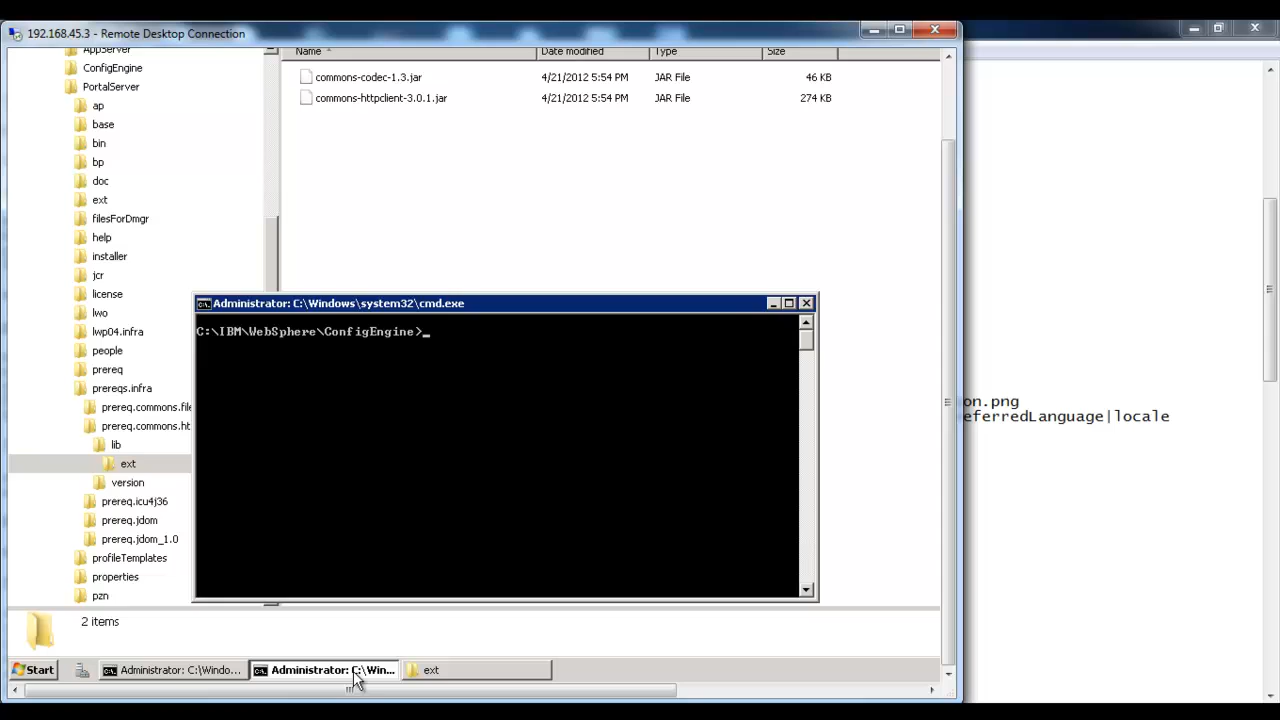 192.168.45.3 - Remote Desktop Connection
AppServer
ConfigEngine
PortalServer
ap
base
bin
bp
doc
ext
filesForDmgr
help
installer
jcr
license
lwo
lwp04.infra
people
prereq
prereqs.infra
prereq.commons.file
prereq.commons.ht
lib
ext
version
prereq.icu4j36
prereq.jdom
prereq.jdom_1.0
profileTemplates
properties
pzn
Name Date modified Type Size
commons-codec-1.3.jar 4/21/2012 5:54 PM JAR File 46 KB
commons-httpclient-3.0.1.jar 4/21/2012 5:54 PM JAR File 274 KB
Administrator: C:\Windows\system32\cmd.exe
C:\IBM\WebSphere\ConfigEngine>_
on.png
eferredLanguage|locale
2 items
Start Administrator: C:\Windo... Administrator: C:\Win... ext